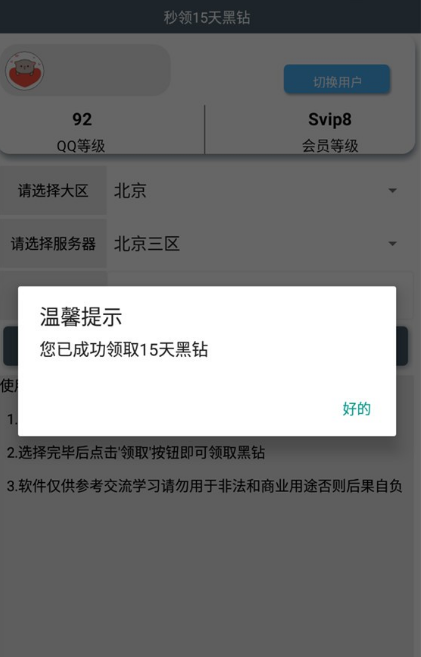 秒领15天黑钻
切换用户
92
Svip8
QQ等级
会员等级
请选择大区
北京
请选择服务器
北京三区
温馨提示
您已成功领取15天黑钻
好的
使
1.
2.选择完毕后点击'领取'按钮即可领取黑钻
3.软件仅供参考交流学习请勿用于非法和商业用途否则后果自负